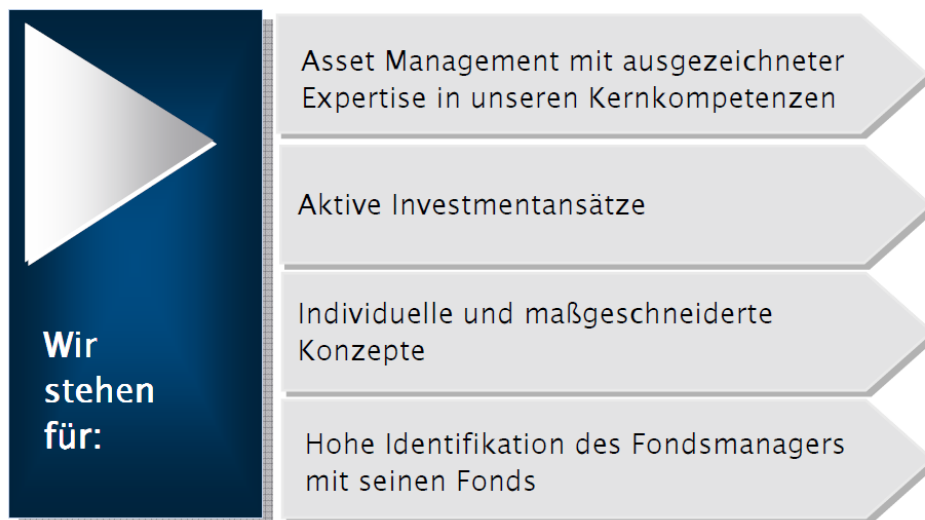 Wir
stehen
für:
Asset Management mit ausgezeichneter
Expertise in unseren Kernkompetenzen
Aktive Investmentansätze
Individuelle und maßgeschneiderte
Konzepte
Hohe Identifikation des Fondsmanagers
mit seinen Fonds